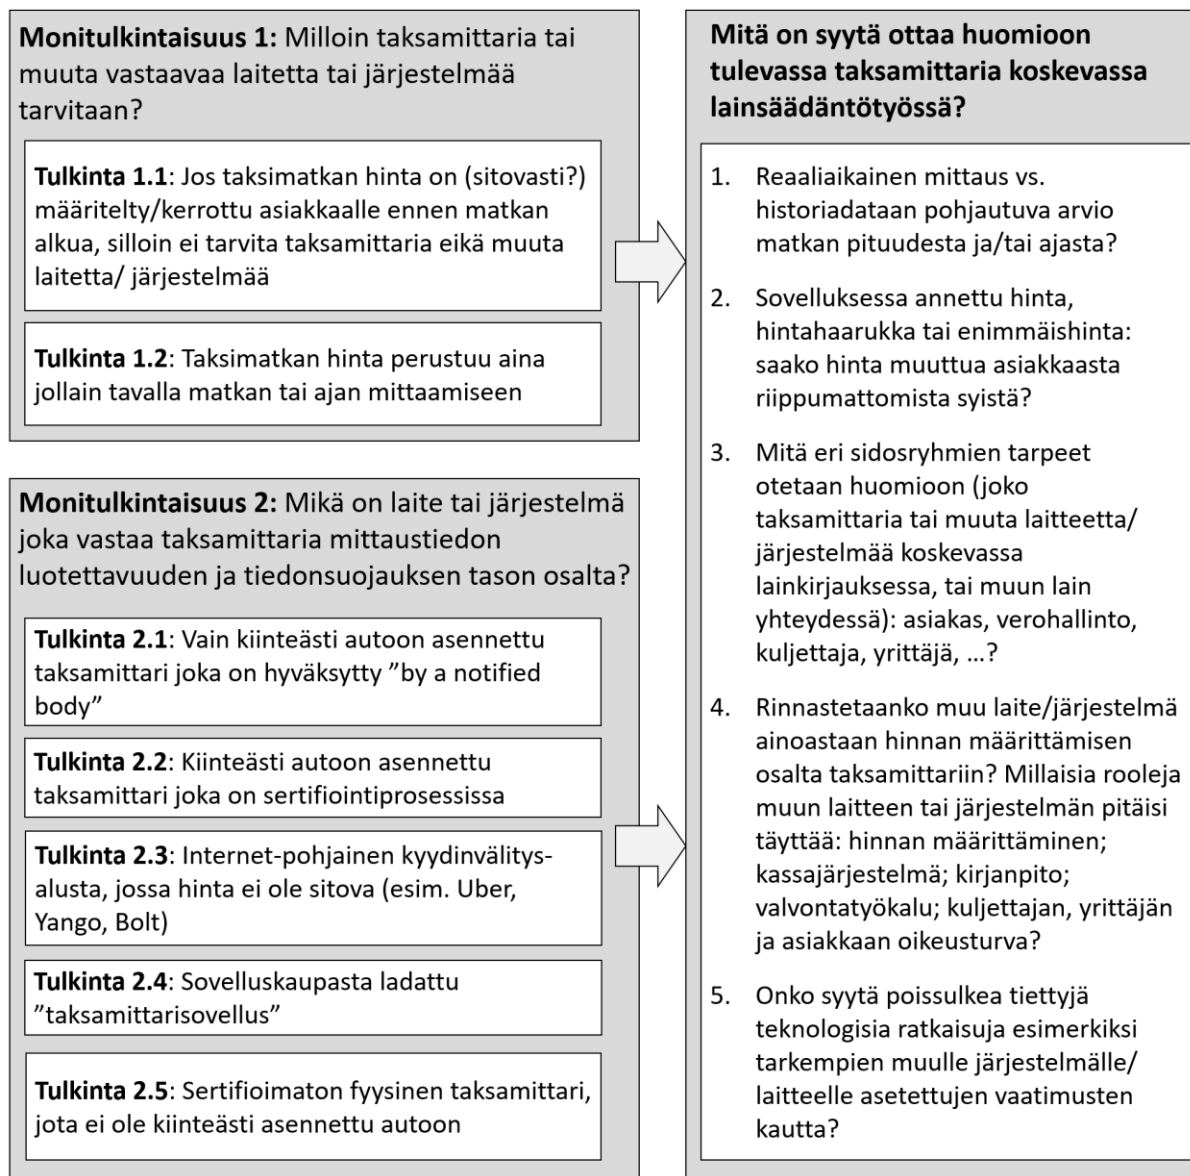 Monitulkintaisuus 1: Milloin taksamittaria tai
muuta vastaavaa laitetta tai järjestelmää
tarvitaan?
Tulkinta 1.1: Jos taksimatkan hinta on (sitovasti?)
määritelty/kerrottu asiakkaalle ennen matkan
alkua, silloin ei tarvita taksamittaria eikä muuta
laitetta/ järjestelmää
Tulkinta 1.2: Taksimatkan hinta perustuu aina
jollain tavalla matkan tai ajan mittaamiseen
Monitulkintaisuus 2: Mikä on laite tai järjestelmä
joka vastaa taksamittaria mittaustiedon
luotettavuuden ja tiedonsuojauksen tason osalta?
Tulkinta 2.1: Vain kiinteästi autoon asennettu
taksamittari joka on hyväksytty ”by a notified
body”
Tulkinta 2.2: Kiinteästi autoon asennettu
taksamittari joka on sertifiointiprosessissa
Tulkinta 2.3: Internet-pohjainen kyydinvälitys-
alusta, jossa hinta ei ole sitova (esim. Uber,
Yango, Bolt)
Tulkinta 2.4: Sovelluskaupasta ladattu
”taksamittarisovellus”
Tulkinta 2.5: Sertifioimaton fyysinen taksamittari,
jota ei ole kiinteästi asennettu autoon
Mitä on syytä ottaa huomioon
tulevassa taksamittaria koskevassa
lainsäädäntötyössä?
1. Reaaliaikainen mittaus vs.
historiadataan pohjautuva arvio
matkan pituudesta ja/tai ajasta?
2. Sovelluksessa annettu hinta,
hintahaarukka tai enimmäishinta:
saako hinta muuttua asiakkaasta
riippumattomista syistä?
3. Mitä eri sidosryhmien tarpeet
otetaan huomioon (joko
taksamittaria tai muuta laitteetta/
järjestelmää koskevassa
lainkirjauksessa, tai muun lain
yhteydessä): asiakas, verohallinto,
kuljettaja, yrittäjä, …?
4. Rinnastetaanko muu laite/järjestelmä
ainoastaan hinnan määrittämisen
osalta taksamittariin? Millaisia rooleja
muun laitteen tai järjestelmän pitäisi
täyttää: hinnan määrittäminen;
kassajärjestelmä; kirjanpito;
valvontatyökalu; kuljettajan, yrittäjän
ja asiakkaan oikeusturva?
5. Onko syytä poissulkea tiettyjä
teknologisia ratkaisuja esimerkiksi
tarkempien muulle järjestelmälle/
laitteelle asetettujen vaatimusten
kautta?